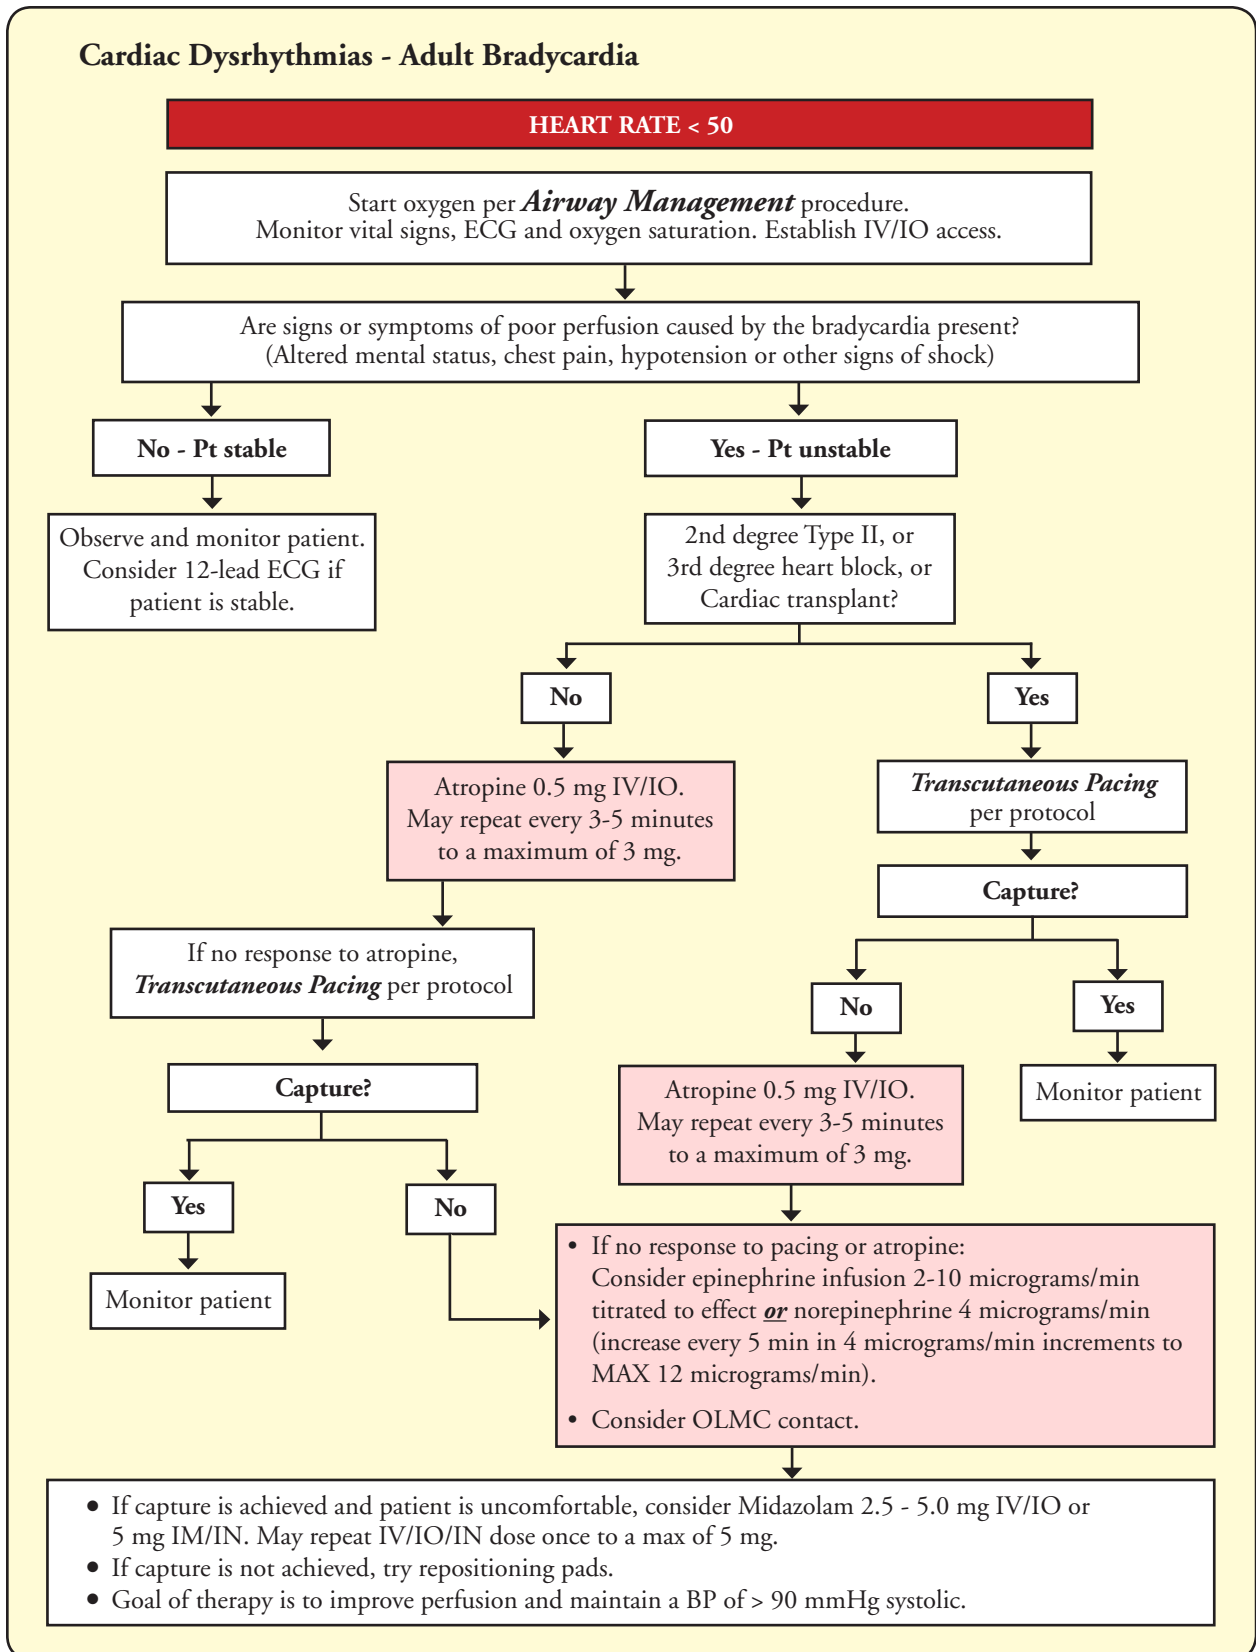 Cardiac Dysrhythmias - Adult Bradycardia
HEART RATE < 50
Start oxygen per Airway Management procedure.
Monitor vital signs, ECG and oxygen saturation. Establish IV/IO access.
Are signs or symptoms of poor perfusion caused by the bradycardia present?
(Altered mental status, chest pain, hypotension or other signs of shock)
No - Pt stable
Yes - Pt unstable
Observe and monitor patient.
Consider 12-lead ECG if
patient is stable.
2nd degree Type II, or
3rd degree heart block, or
Cardiac transplant?
No
Yes
Atropine 0.5 mg IV/IO.
May repeat every 3-5 minutes
to a maximum of 3 mg.
Transcutaneous Pacing
per protocol
Capture?
If no response to atropine,
Transcutaneous Pacing per protocol
No
Yes
Capture?
Atropine 0.5 mg IV/IO.
May repeat every 3-5 minutes
to a maximum of 3 mg.
Monitor patient
Yes
No
Monitor patient
• If no response to pacing or atropine:
Consider epinephrine infusion 2-10 micrograms/min
titrated to effect or norepinephrine 4 micrograms/min
(increase every 5 min in 4 micrograms/min increments to
MAX 12 micrograms/min).
• Consider OLMC contact.
• If capture is achieved and patient is uncomfortable, consider Midazolam 2.5 - 5.0 mg IV/IO or
5 mg IM/IN. May repeat IV/IO/IN dose once to a max of 5 mg.
• If capture is not achieved, try repositioning pads.
• Goal of therapy is to improve perfusion and maintain a BP of > 90 mmHg systolic.